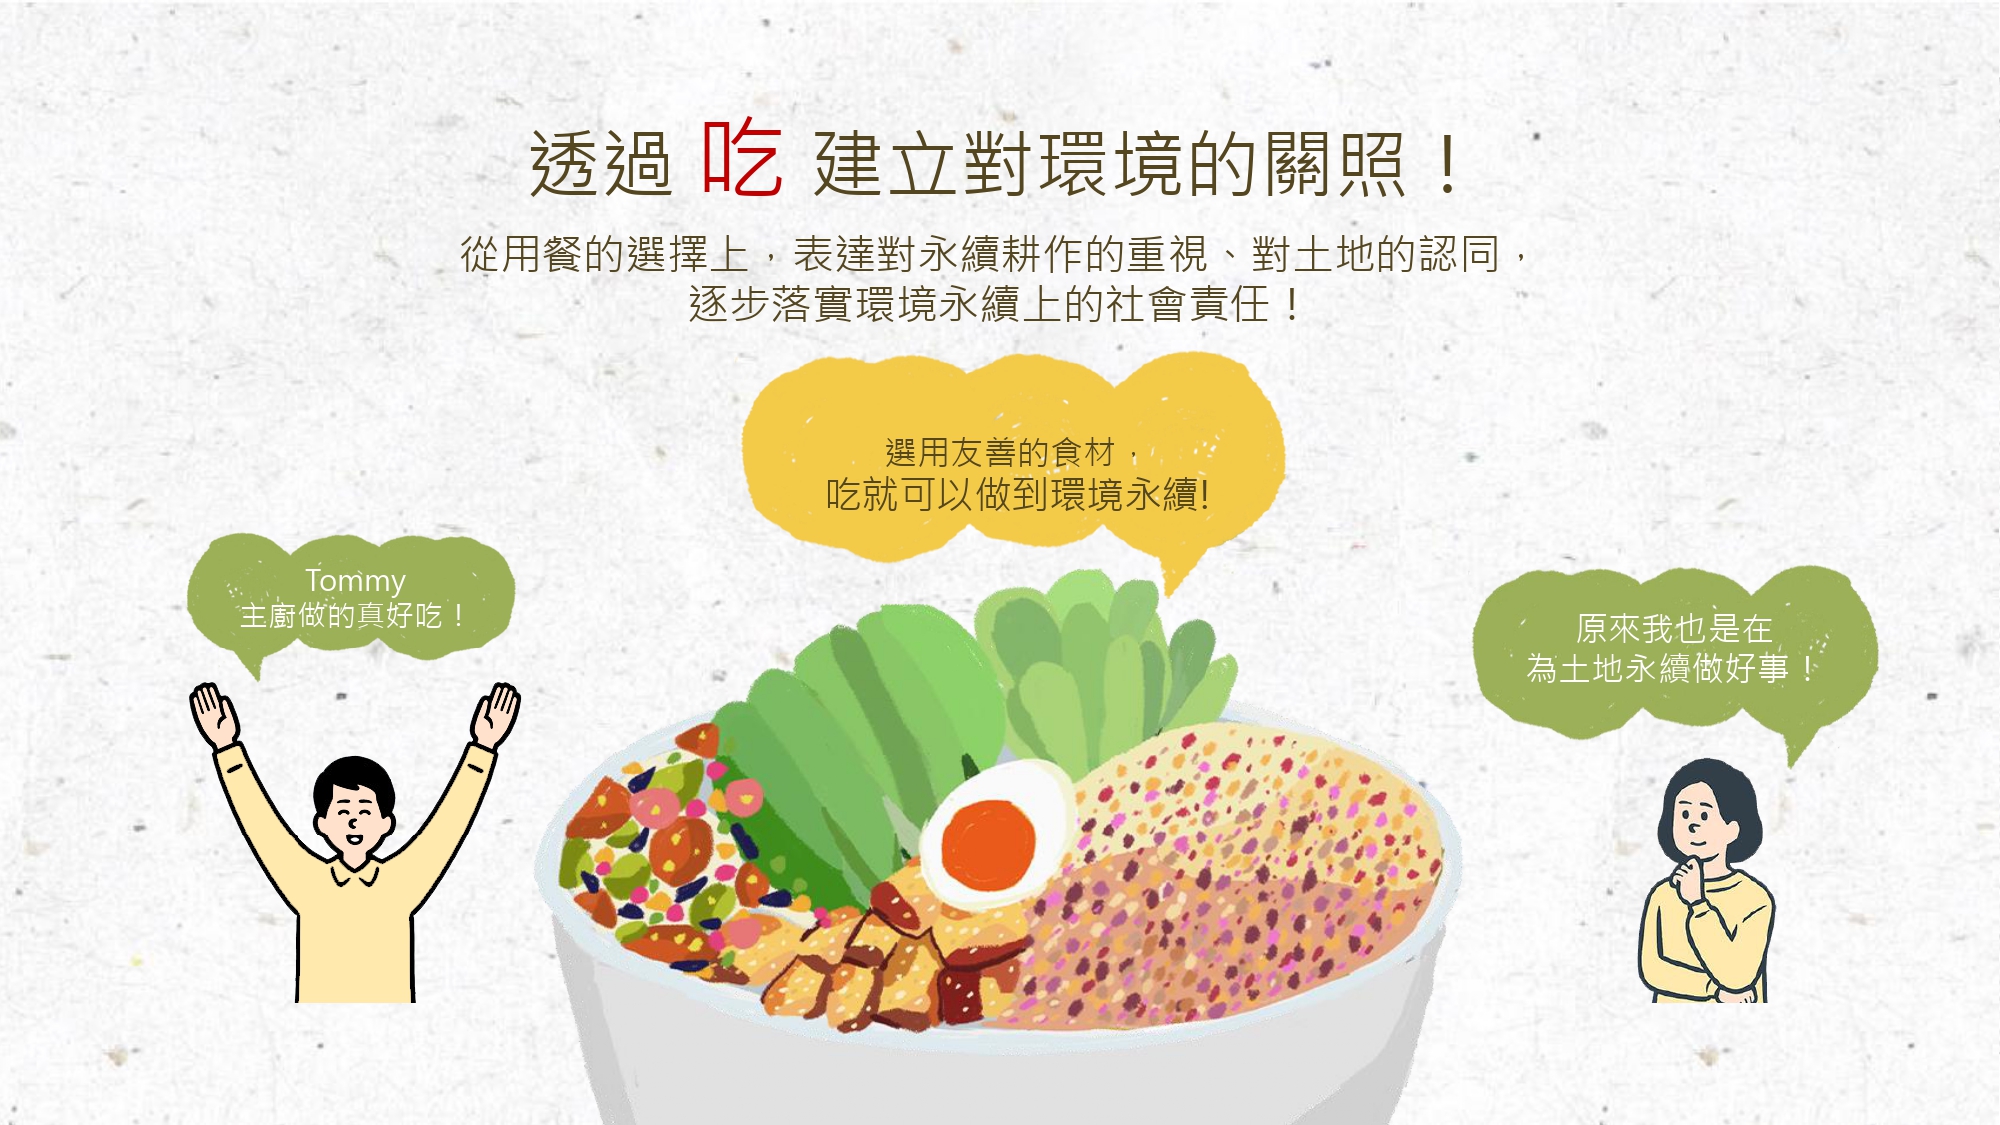 透過 吃 建立對環境的關照！
從用餐的選擇上，表達對永續耕作的重視、對土地的認同，
逐步落實環境永續上的社會責任！
選用友善的食材，
吃就可以做到環境永續!
Tommy
主廚做的真好吃！
原來我也是在
為土地永續做好事！